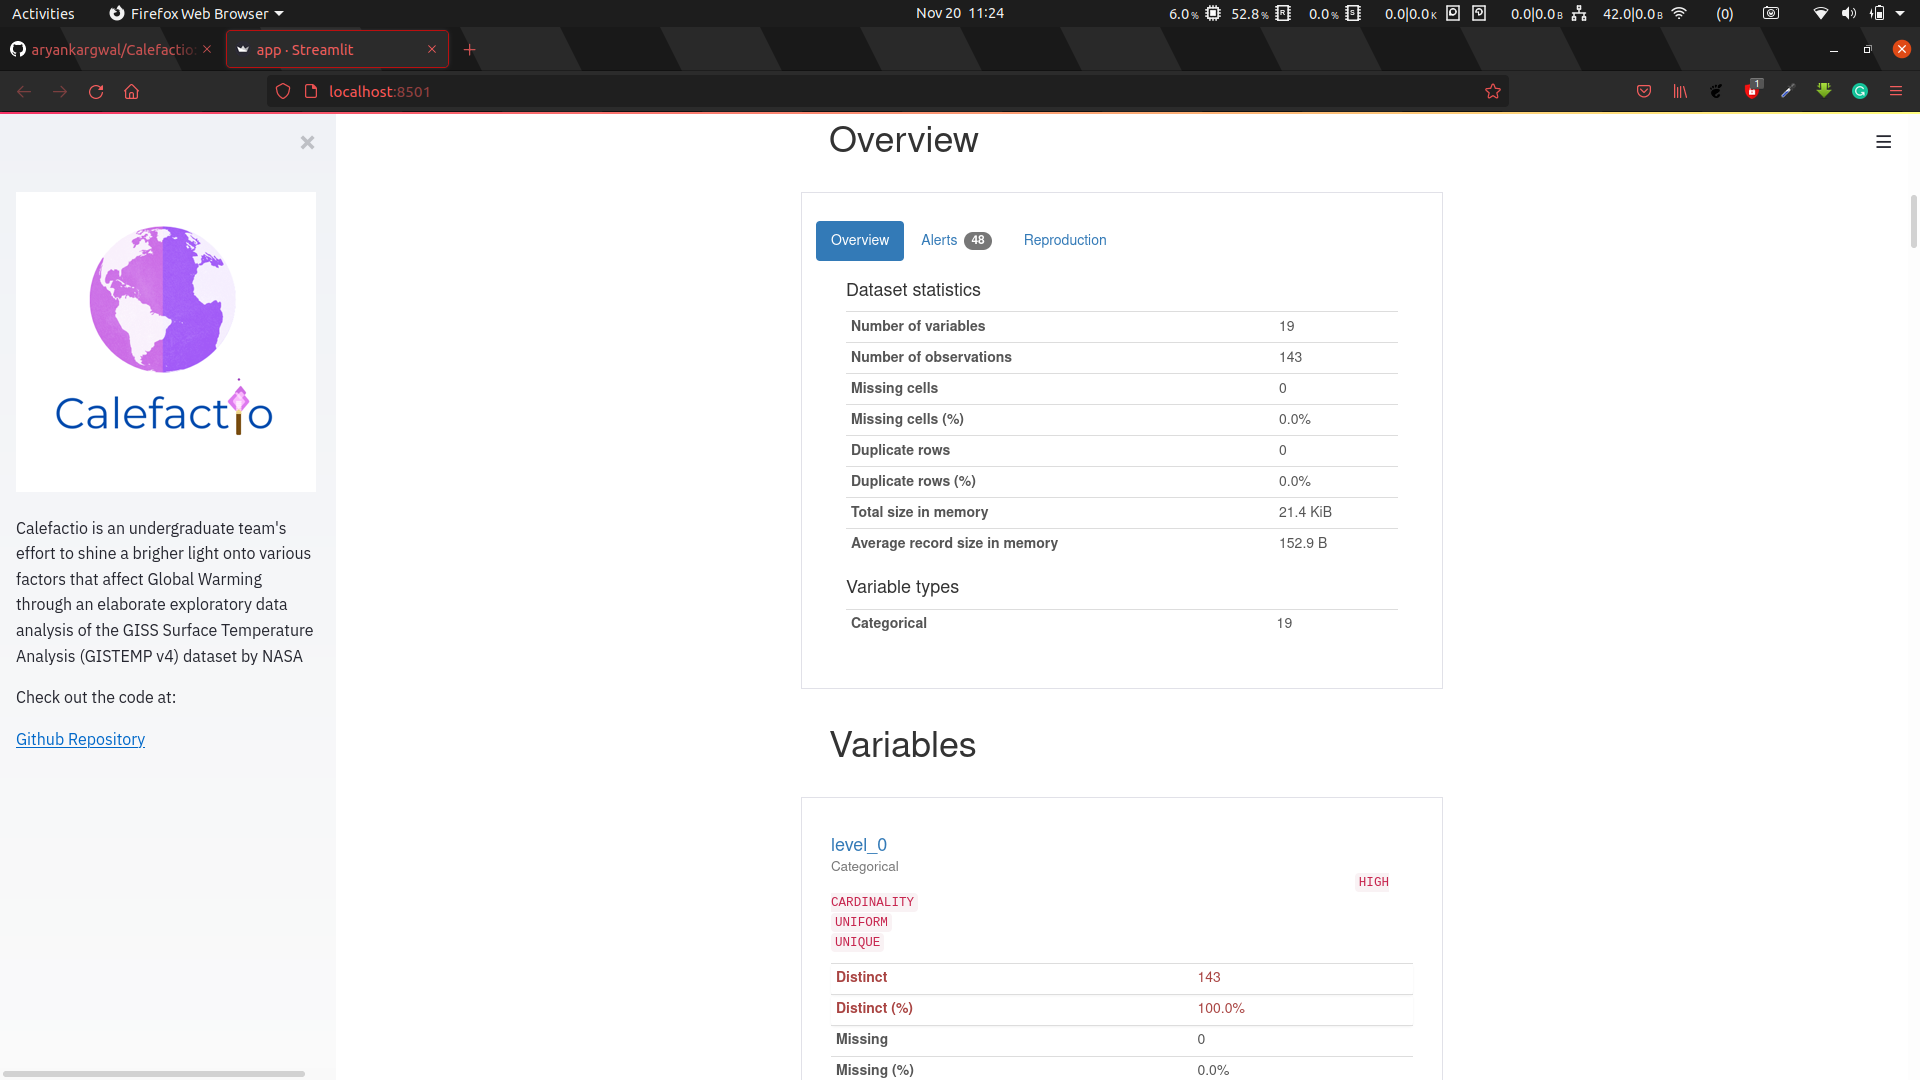 Activities Firefox Web Browser Nov 20 11:24 6.0% 52.8% 0.0% 0.0|0.0K 0.0|0.0B 42.0|0.0B (0)
aryankargwal/Calefactio: app · Streamlit
localhost:8501 1
Calefactio
Calefactio is an undergraduate team's
effort to shine a brigher light onto various
factors that affect Global Warming
through an elaborate exploratory data
analysis of the GISS Surface Temperature
Analysis (GISTEMP v4) dataset by NASA
Check out the code at:
Github Repository
Overview
Overview Alerts 48 Reproduction
Dataset statistics
Number of variables 19
Number of observations 143
Missing cells 0
Missing cells (%) 0.0%
Duplicate rows 0
Duplicate rows (%) 0.0%
Total size in memory 21.4 KiB
Average record size in memory 152.9 B
Variable types
Categorical 19
Variables
level_0
Categorical
HIGH
CARDINALITY
UNIFORM
UNIQUE
Distinct 143
Distinct (%) 100.0%
Missing 0
Missing (%) 0.0%